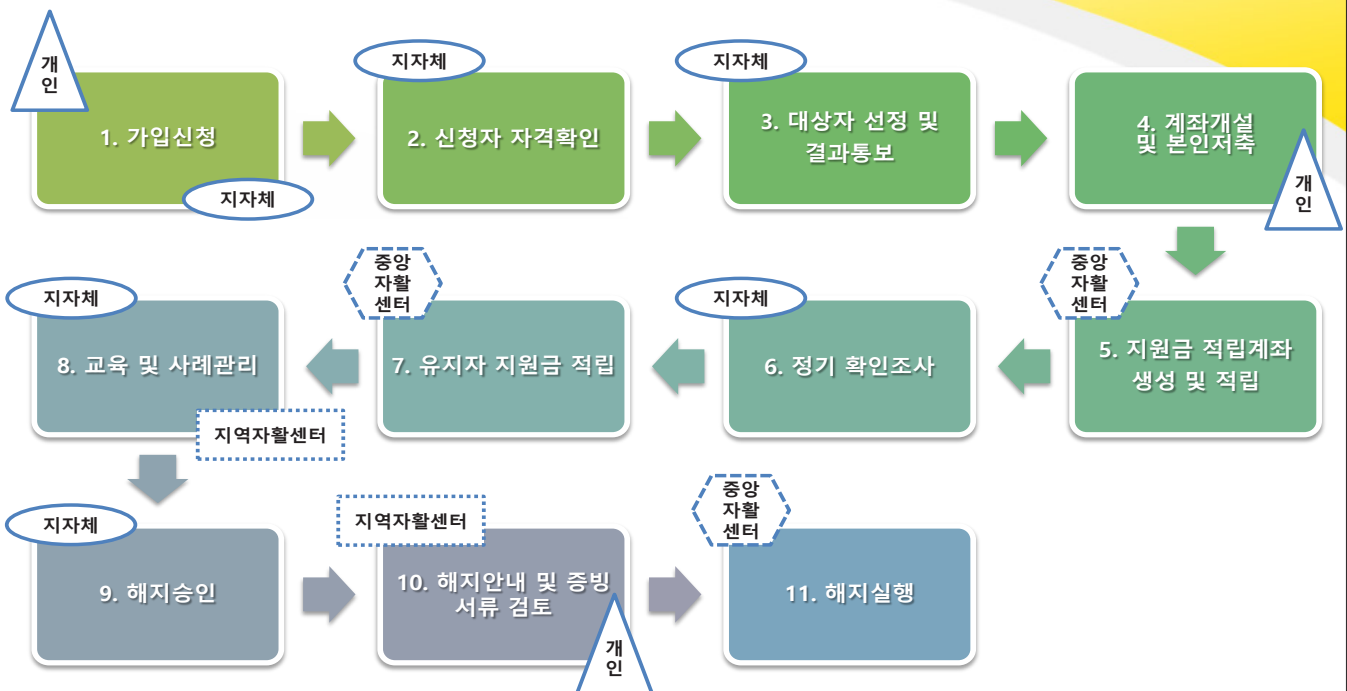 개
인
1. 가입신청
지자체
지자체
2. 신청자 자격확인
지자체
3. 대상자 선정 및
결과통보
4. 계좌개설
및 본인저축
개
인
중앙
자활
센터
5. 지원금 적립계좌
생성 및 적립
지자체
6. 정기 확인조사
중앙
자활
센터
7. 유지자 지원금 적립
지자체
8. 교육 및 사례관리
지역자활센터
지자체
9. 해지승인
지역자활센터
10. 해지안내 및 증빙
서류 검토
개
인
중앙
자활
센터
11. 해지실행